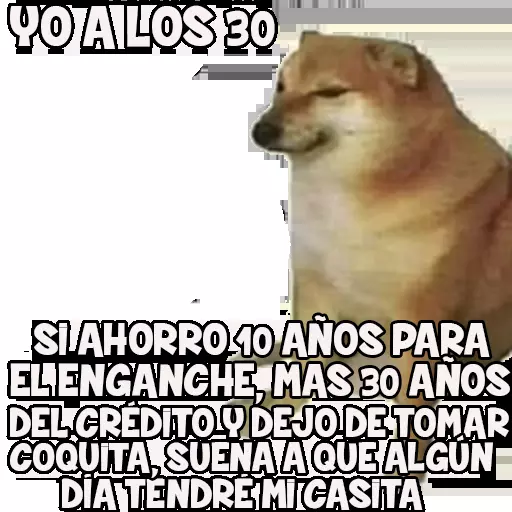 YO A LOS 30
SI AHORRO 10 AÑOS PARA
EL ENGANCHE, MAS 30 AÑOS
DEL CRÉDITO Y DEJO DE TOMAR
COQUITA, SUENA A QUE ALGÚN
DÍA TENDRÉ MI CASITA